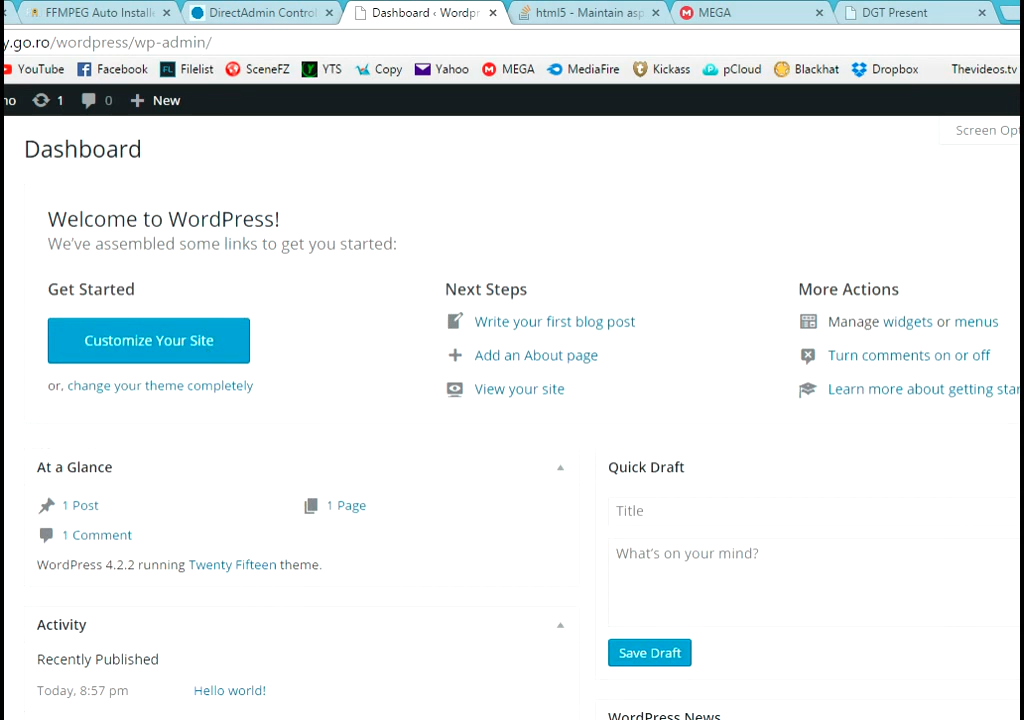 FFMPEG Auto Installe DirectAdmin Control Dashboard ‹ Wordpr html5 - Maintain asp MEGA DGT Present
y.go.ro/wordpress/wp-admin/
YouTube Facebook Filelist SceneFZ YTS Copy Yahoo MEGA MediaFire Kickass pCloud Blackhat Dropbox Thevideos.tv
no 1 0 New
Screen Opt
Dashboard
Welcome to WordPress!
We've assembled some links to get you started:
Get Started Next Steps More Actions
Customize Your Site Write your first blog post Manage widgets or menus
Add an About page Turn comments on or off
or, change your theme completely View your site Learn more about getting star
At a Glance Quick Draft
1 Post 1 Page Title
1 Comment
What's on your mind?
WordPress 4.2.2 running Twenty Fifteen theme.
Activity
Save Draft
Recently Published
Today, 8:57 pm Hello world!
WordPress News